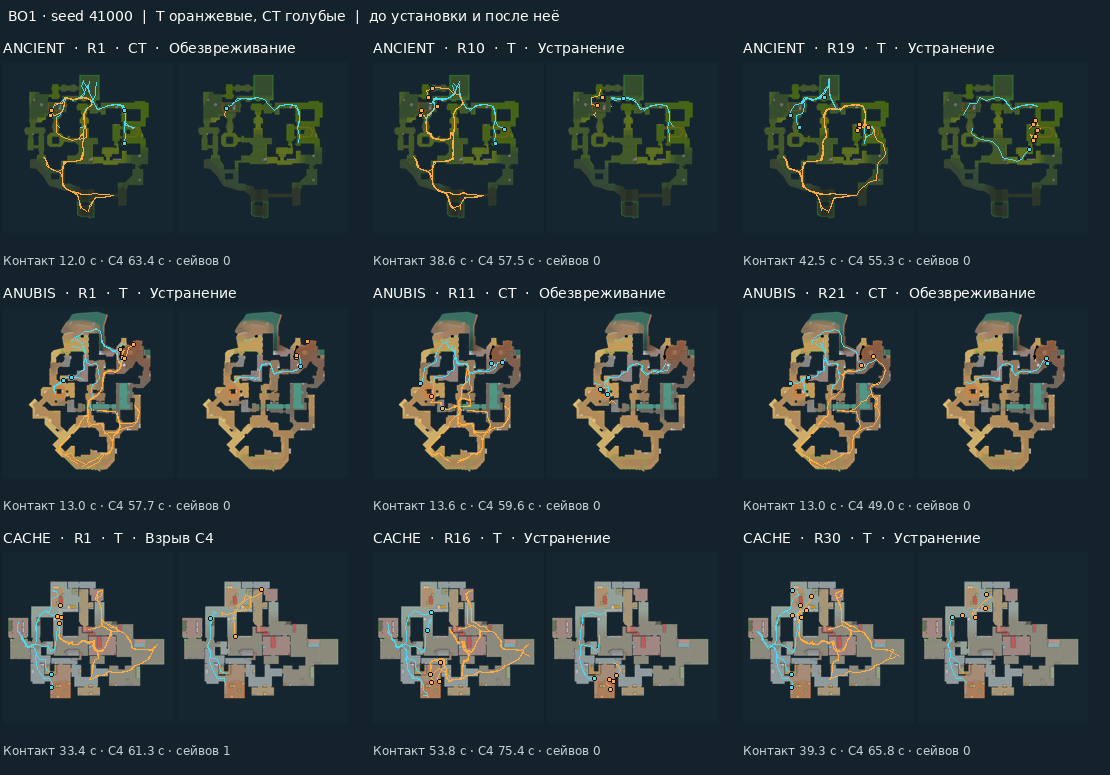 BO1 · seed 41000 | T оранжевые, CT голубые | до установки и после неё
ANCIENT · R1 · CT · Обезвреживание
ANCIENT · R10 · T · Устранение
ANCIENT · R19 · T · Устранение
Контакт 12.0 с · C4 63.4 с · сейвов 0
Контакт 38.6 с · C4 57.5 с · сейвов 0
Контакт 42.5 с · C4 55.3 с · сейвов 0
ANUBIS · R1 · T · Устранение
ANUBIS · R11 · CT · Обезвреживание
ANUBIS · R21 · CT · Обезвреживание
Контакт 13.0 с · C4 57.7 с · сейвов 0
Контакт 13.6 с · C4 59.6 с · сейвов 0
Контакт 13.0 с · C4 49.0 с · сейвов 0
CACHE · R1 · T · Взрыв C4
CACHE · R16 · T · Устранение
CACHE · R30 · T · Устранение
Контакт 33.4 с · C4 61.3 с · сейвов 1
Контакт 53.8 с · C4 75.4 с · сейвов 0
Контакт 39.3 с · C4 65.8 с · сейвов 0